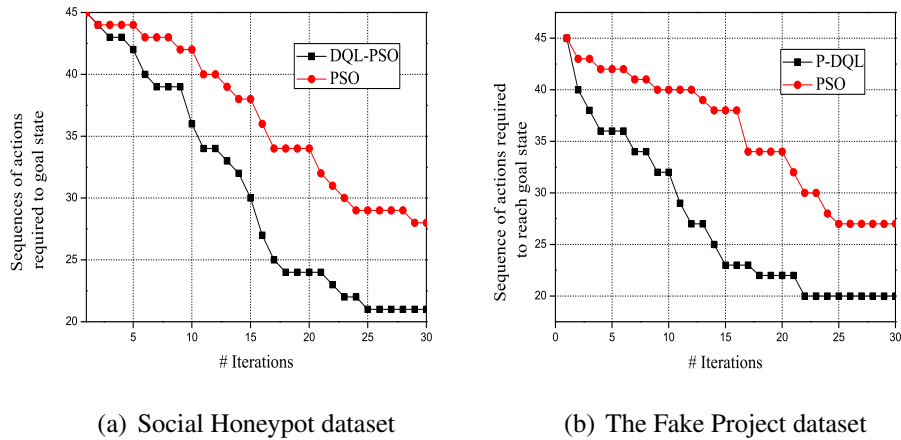 45
40
35
30
25
20
5
10
15
20
25
30
Sequences of actions
required to goal state
# Iterations
DQL-PSO
PSO
(a) Social Honeypot dataset
45
40
35
30
25
20
0
5
10
15
20
25
30
Sequence of actions required
to reach goal state
# Iterations
P-DQL
PSO
(b) The Fake Project dataset